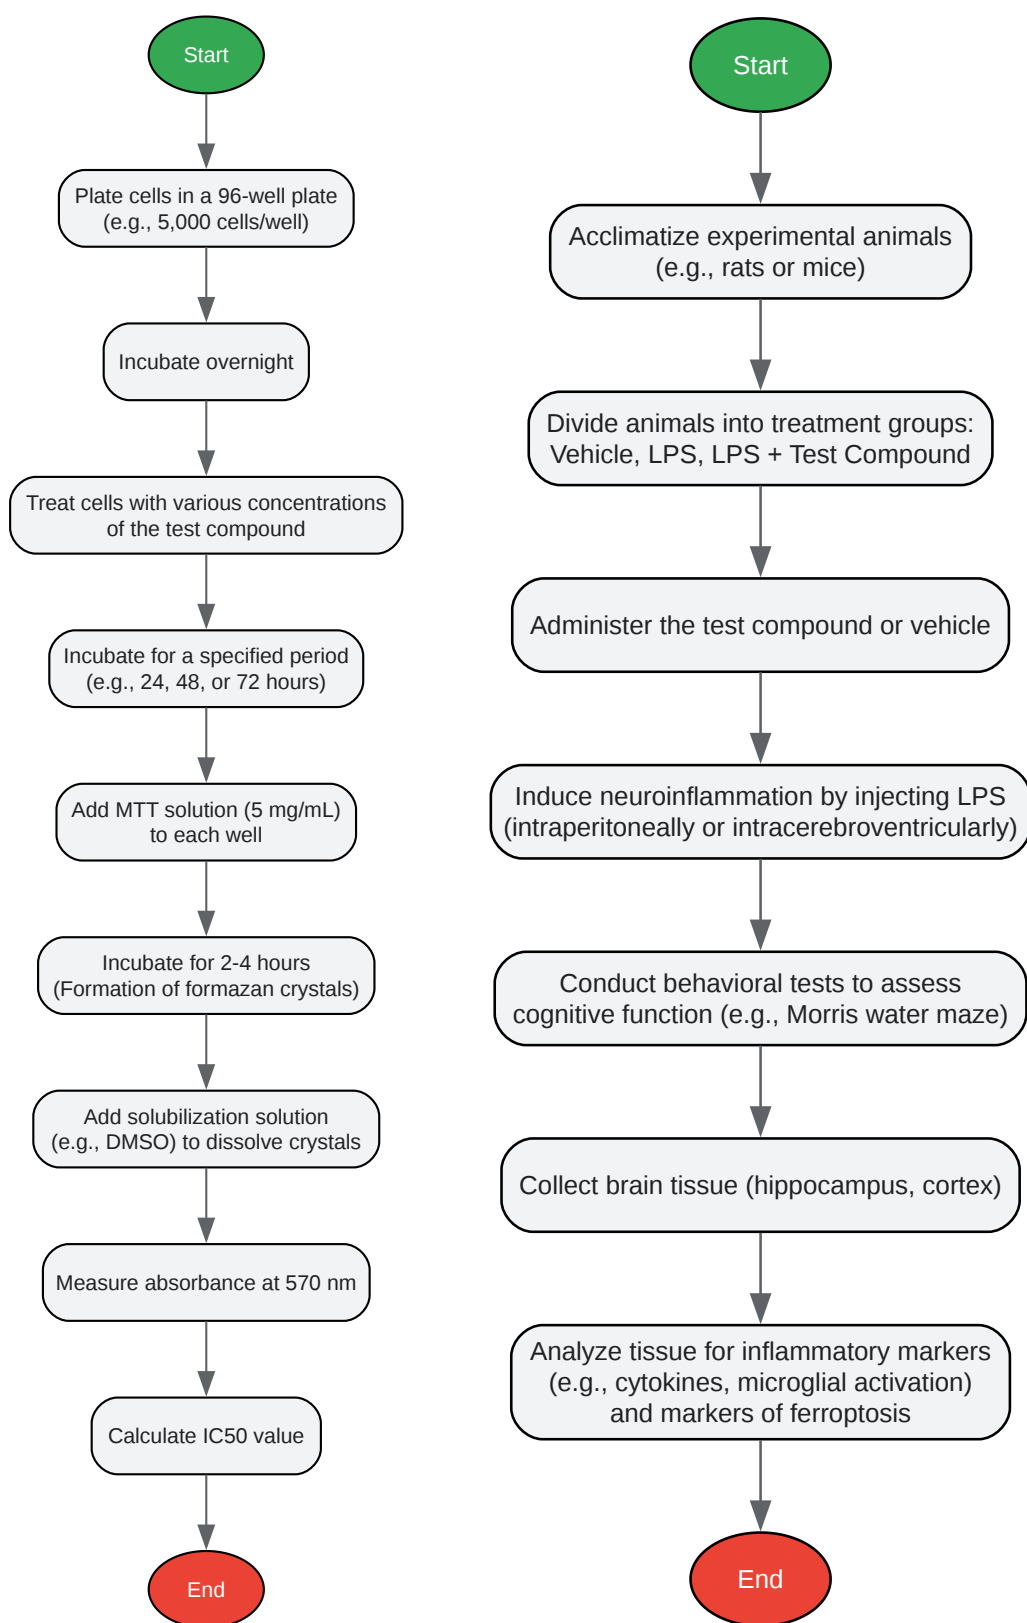 Start
Plate cells in a 96-well plate
(e.g., 5,000 cells/well)
Incubate overnight
Treat cells with various concentrations
of the test compound
Incubate for a specified period
(e.g., 24, 48, or 72 hours)
Add MTT solution (5 mg/mL)
to each well
Incubate for 2-4 hours
(Formation of formazan crystals)
Add solubilization solution
(e.g., DMSO) to dissolve crystals
Measure absorbance at 570 nm
Calculate IC50 value
End
Start
Acclimatize experimental animals
(e.g., rats or mice)
Divide animals into treatment groups:
Vehicle, LPS, LPS + Test Compound
Administer the test compound or vehicle
Induce neuroinflammation by injecting LPS
(intraperitoneally or intracerebroventricularly)
Conduct behavioral tests to assess
cognitive function (e.g., Morris water maze)
Collect brain tissue (hippocampus, cortex)
Analyze tissue for inflammatory markers
(e.g., cytokines, microglial activation)
and markers of ferroptosis
End